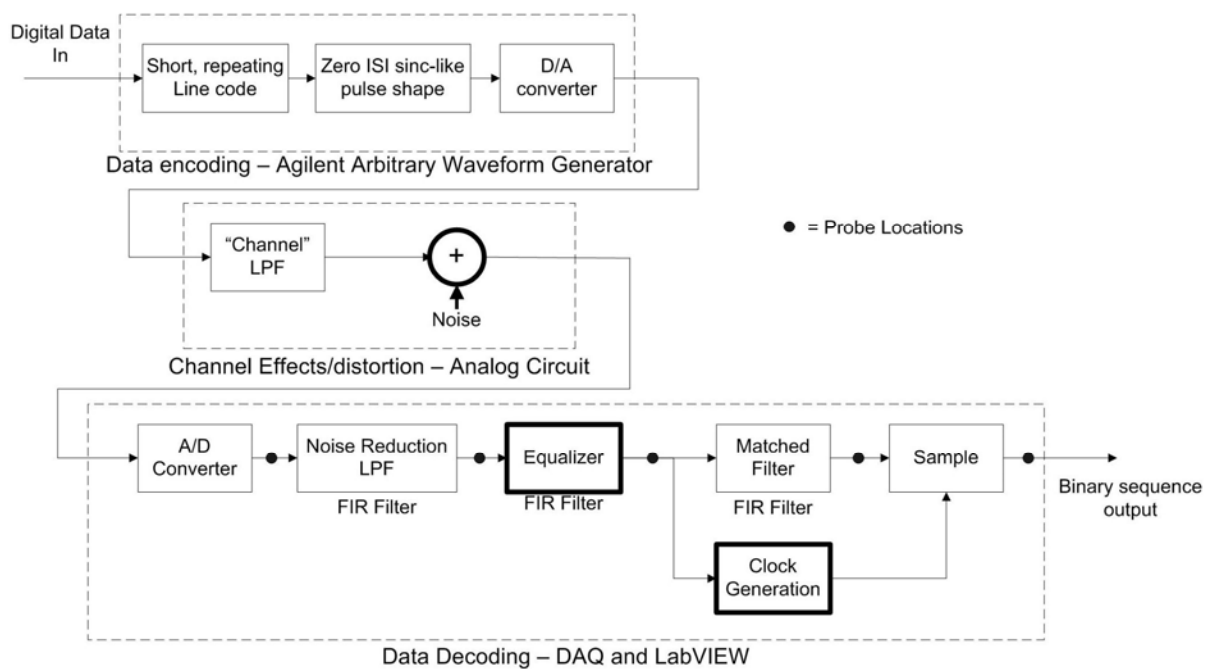 Digital Data
In
Short, repeating
Line code
Zero ISI sinc-like
pulse shape
D/A
converter
Data encoding – Agilent Arbitrary Waveform Generator
“Channel”
LPF
+
Noise
= Probe Locations
Channel Effects/distortion – Analog Circuit
A/D
Converter
Noise Reduction
LPF
FIR Filter
Equalizer
FIR Filter
Matched
Filter
FIR Filter
Sample
Binary sequence
output
Clock
Generation
Data Decoding – DAQ and LabVIEW